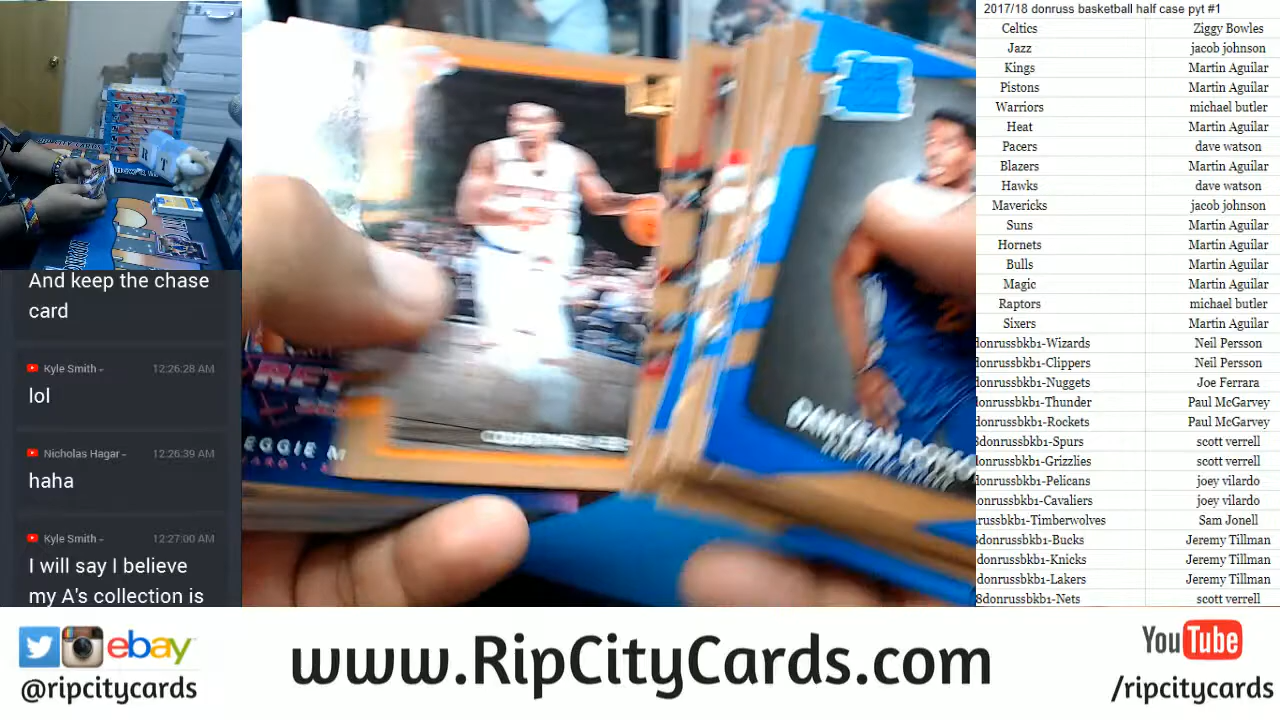 And keep the chase
card
Kyle Smith
12:26:28 AM
lol
Nicholas Hagar
12:26:39 AM
haha
Kyle Smith
12:27:00 AM
I will say I believe
my A's collection is
EGGIE M
2017/18 donruss basketball half case pyt #1
Celtics Ziggy Bowles
Jazz jacob johnson
Kings Martin Aguilar
Pistons Martin Aguilar
Warriors michael butler
Heat Martin Aguilar
Pacers dave watson
Blazers Martin Aguilar
Hawks dave watson
Mavericks jacob johnson
Suns Martin Aguilar
Hornets Martin Aguilar
Bulls Martin Aguilar
Magic Martin Aguilar
Raptors michael butler
Sixers Martin Aguilar
donrussbkb1-Wizards Neil Persson
donrussbkb1-Clippers Neil Persson
donrussbkb1-Nuggets Joe Ferrara
donrussbkb1-Thunder Paul McGarvey
donrussbkb1-Rockets Paul McGarvey
donrussbkb1-Spurs scott verrell
donrussbkb1-Grizzlies scott verrell
donrussbkb1-Pelicans joey vilardo
donrussbkb1-Cavaliers joey vilardo
russbkb1-Timberwolves Sam Jonell
donrussbkb1-Bucks Jeremy Tillman
donrussbkb1-Knicks Jeremy Tillman
donrussbkb1-Lakers Jeremy Tillman
8donrussbkb1-Nets scott verrell
ebay
@ripcitycards
www.RipCityCards.com
YouTube
/ripcitycards